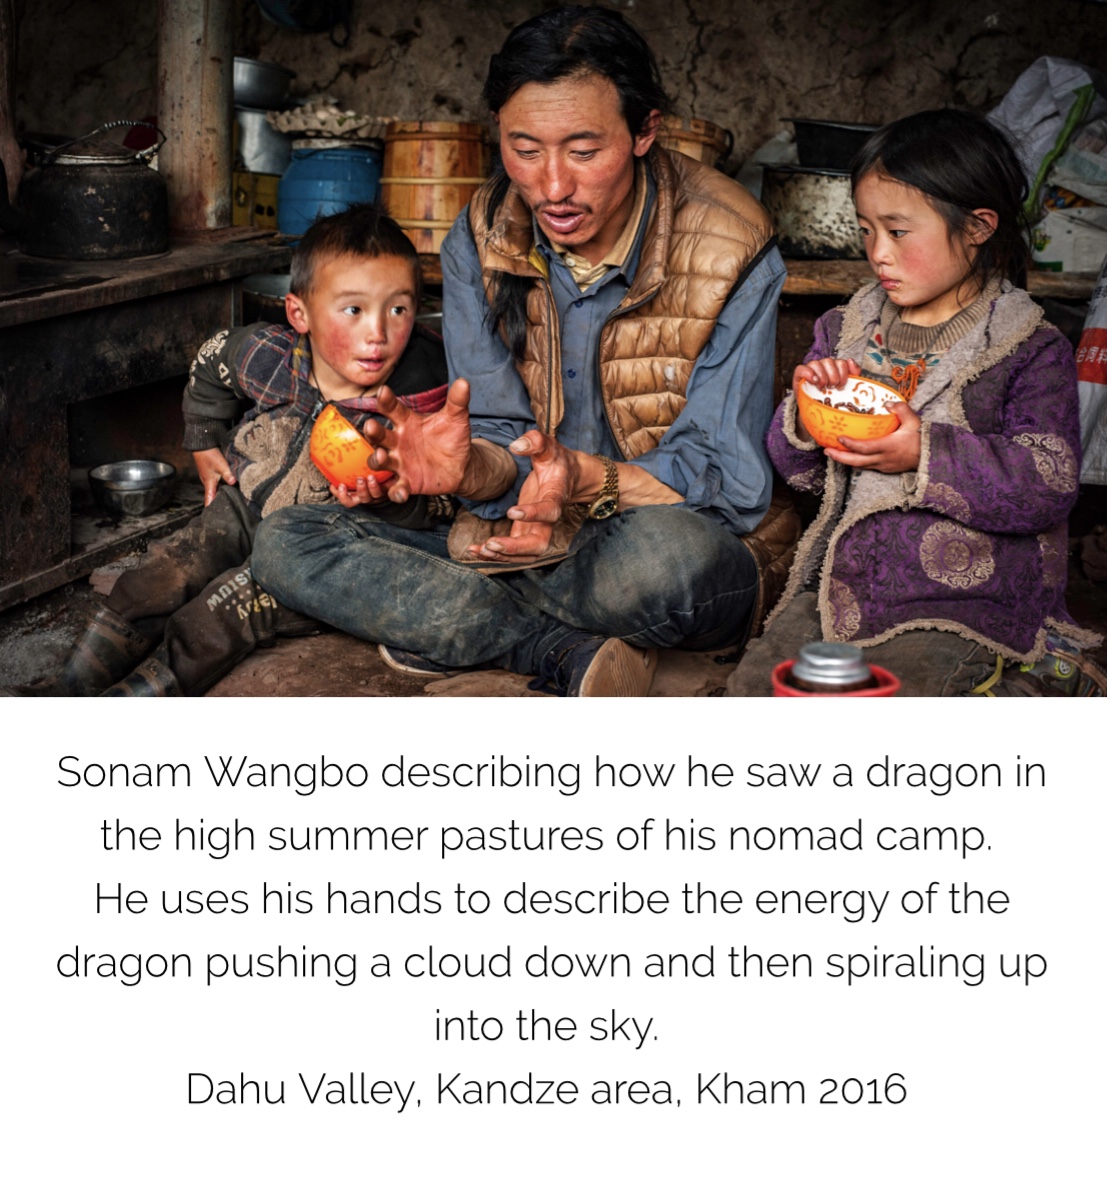 Sonam Wangbo describing how he saw a dragon in
the high summer pastures of his nomad camp.
He uses his hands to describe the energy of the
dragon pushing a cloud down and then spiraling up
into the sky.
Dahu Valley, Kandze area, Kham 2016